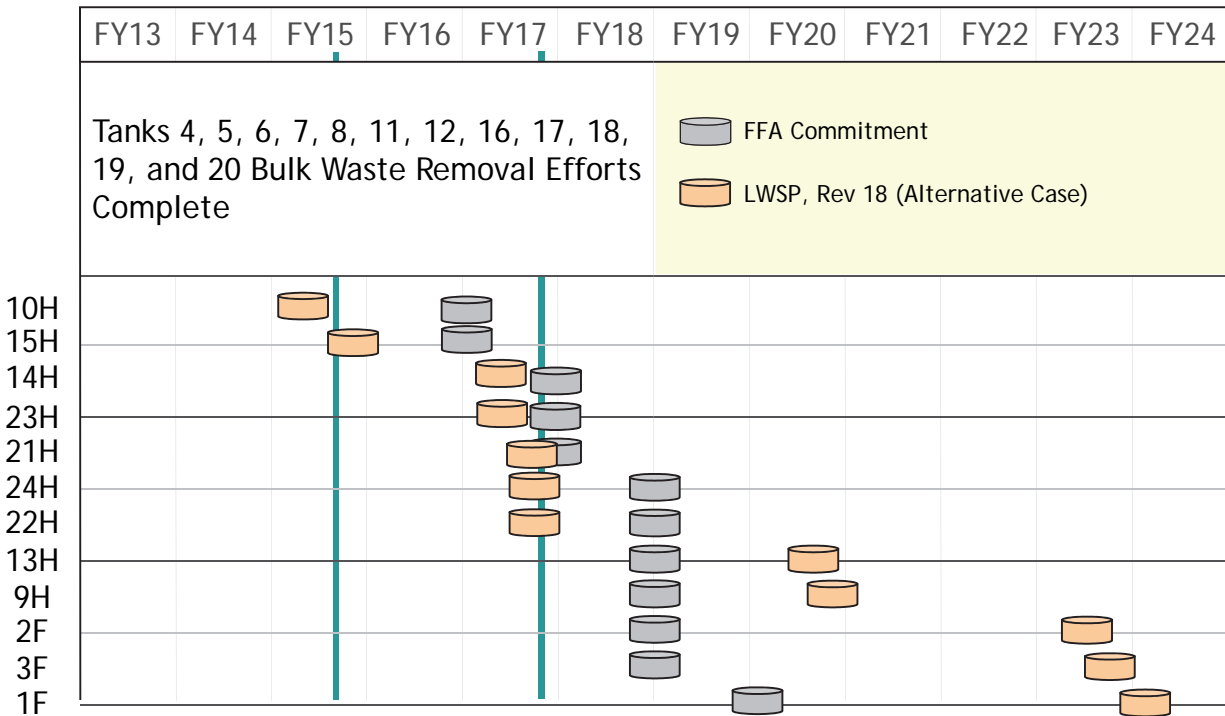 FY13 FY14 FY15 FY16 FY17 FY18 FY19 FY20 FY21 FY22 FY23 FY24
Tanks 4, 5, 6, 7, 8, 11, 12, 16, 17, 18,
19, and 20 Bulk Waste Removal Efforts
Complete
FFA Commitment
LWSP, Rev 18 (Alternative Case)
10H
15H
14H
23H
21H
24H
22H
13H
9H
2F
3F
1F